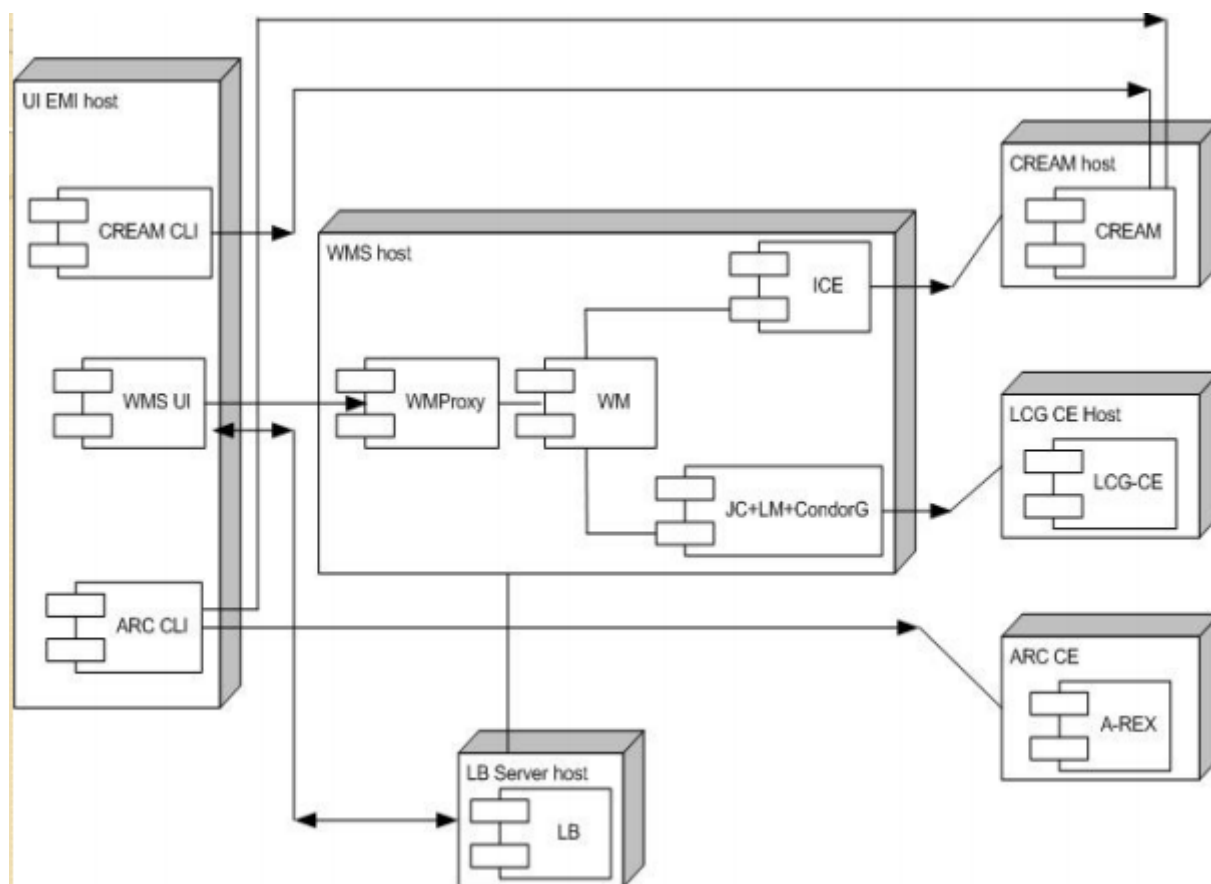 UI EMI host
CREAM CLI
WMS UI
ARC CLI
WMS host
ICE
WMProxy
WM
JC+LM+CondorG
LB Server host
LB
CREAM host
CREAM
LCG CE Host
LCG-CE
ARC CE
A-REX